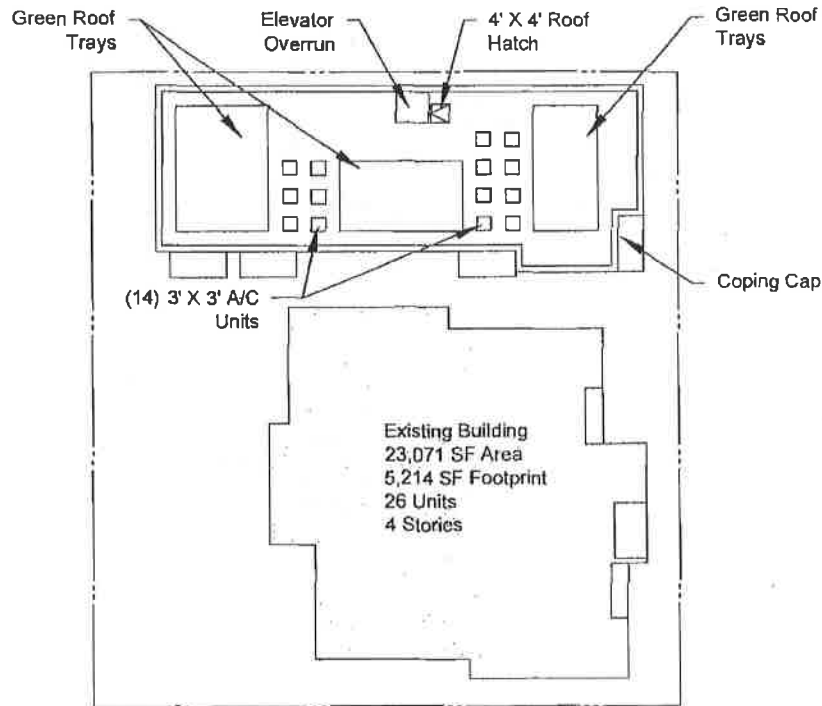 Green Roof
Trays
Elevator
Overrun
4' X 4' Roof
Hatch
Green Roof
Trays
Coping Cap
(14) 3' X 3' A/C
Units
Existing Building
23,071 SF Area
5,214 SF Footprint
26 Units
4 Stories